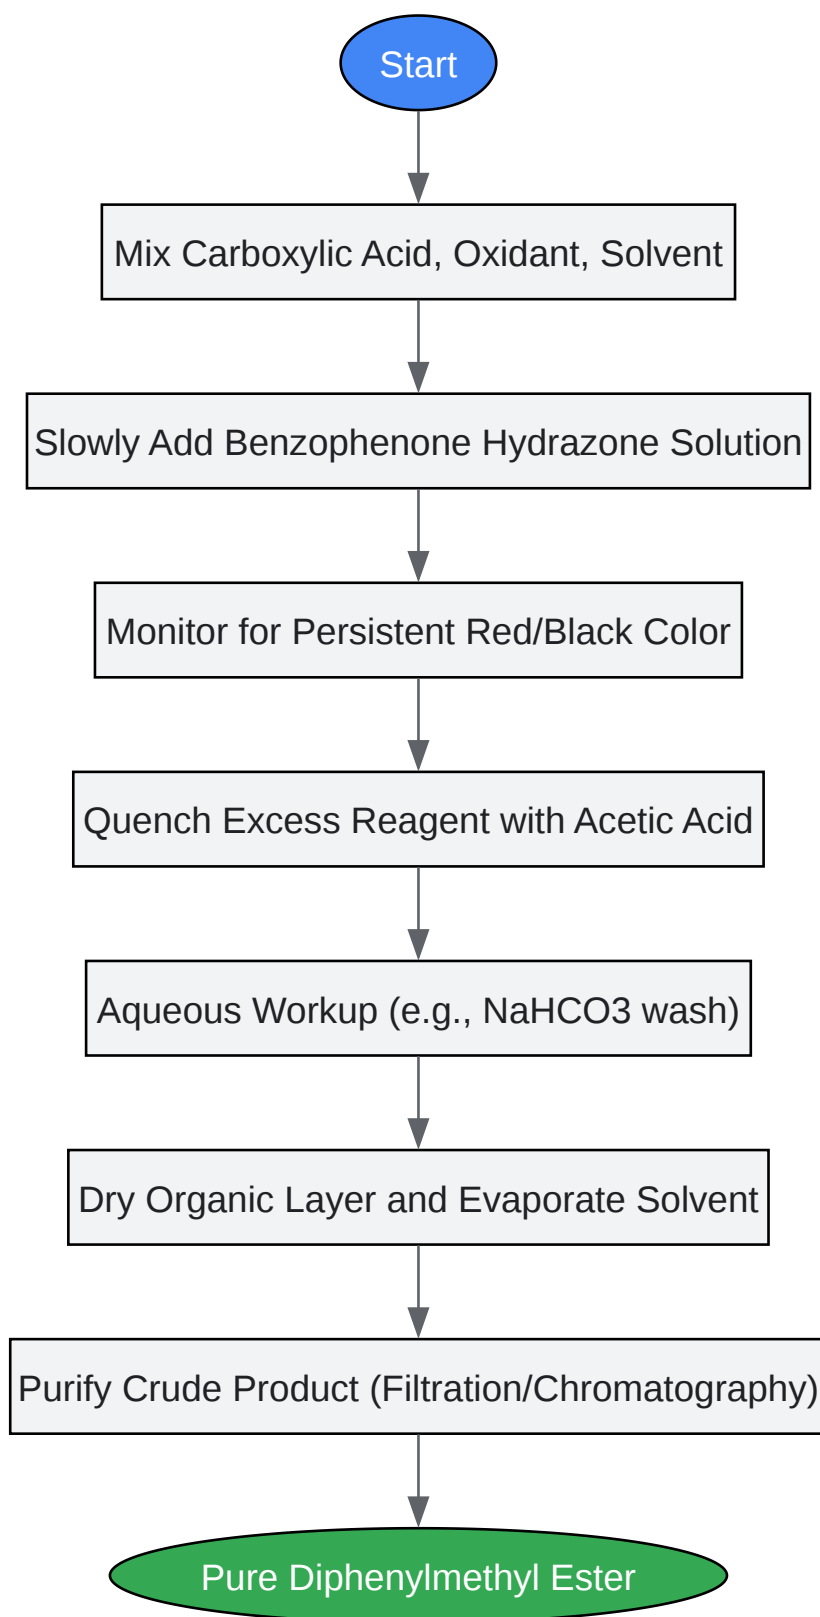 Start
Mix Carboxylic Acid, Oxidant, Solvent
Slowly Add Benzophenone Hydrazone Solution
Monitor for Persistent Red/Black Color
Quench Excess Reagent with Acetic Acid
Aqueous Workup (e.g., NaHCO3 wash)
Dry Organic Layer and Evaporate Solvent
Purify Crude Product (Filtration/Chromatography)
Pure Diphenylmethyl Ester